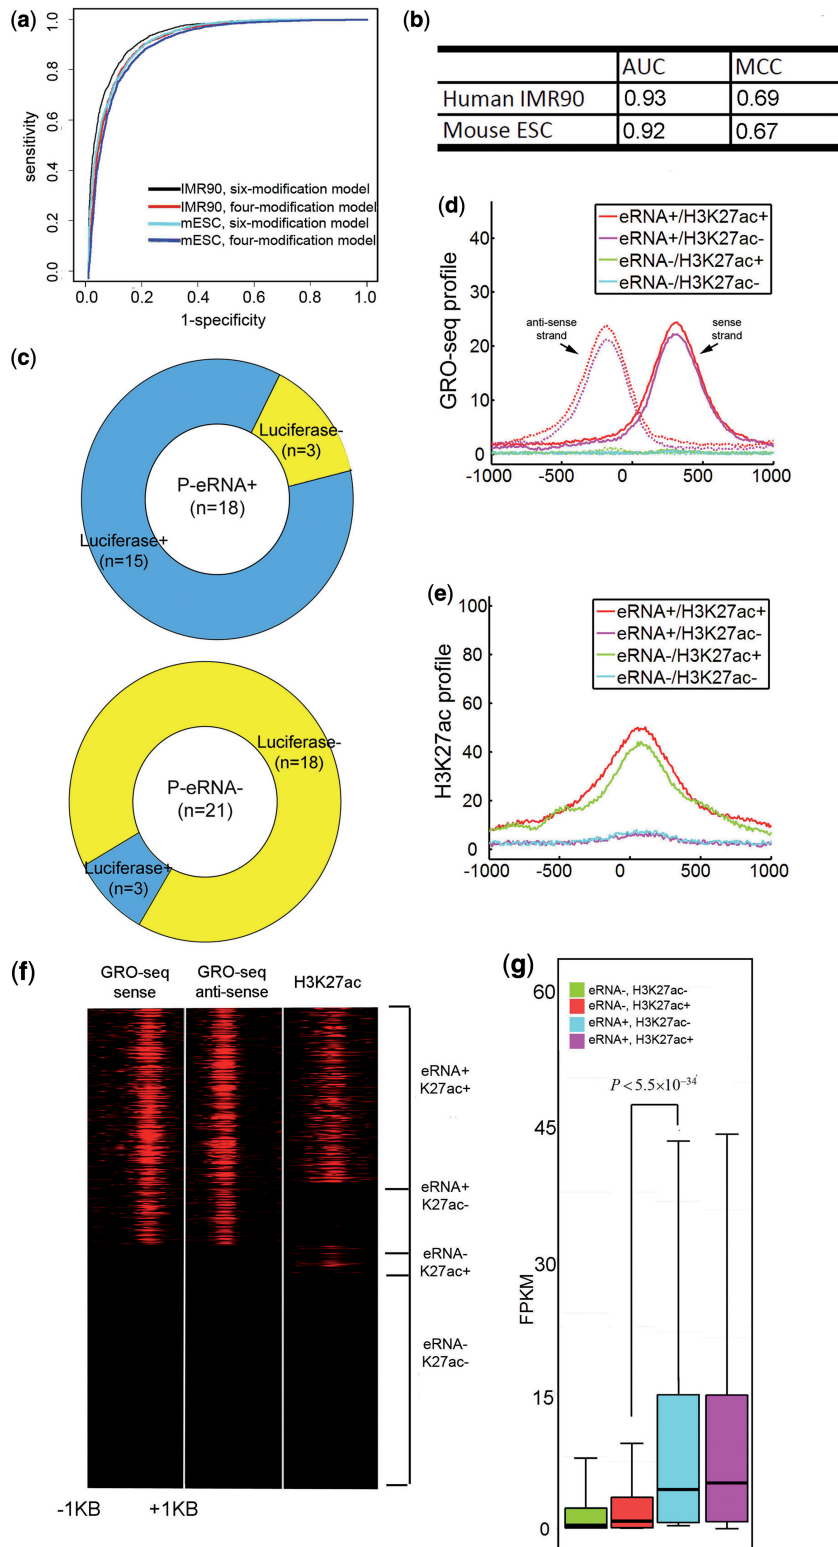 (a)
sensitivity
0.0 0.2 0.4 0.6 0.8 1.0
IMR90, six-modification model
IMR90, four-modification model
mESC, six-modification model
mESC, four-modification model
0.0 0.2 0.4 0.6 0.8 1.0
1-specificity
(b)
AUC MCC
Human IMR90 0.93 0.69
Mouse ESC 0.92 0.67
(c)
Luciferase-
(n=3)
P-eRNA+
(n=18)
Luciferase+
(n=15)
Luciferase-
(n=18)
P-eRNA-
(n=21)
Luciferase+
(n=3)
(d)
GRO-seq profile
40
30
20
10
0
eRNA+/H3K27ac+
eRNA+/H3K27ac-
eRNA-/H3K27ac+
eRNA-/H3K27ac-
anti-sense
strand
sense
strand
-1000 -500 0 500 1000
(e)
H3K27ac profile
100
80
60
40
20
0
eRNA+/H3K27ac+
eRNA+/H3K27ac-
eRNA-/H3K27ac+
eRNA-/H3K27ac-
-1000 -500 0 500 1000
(f)
GRO-seq
sense
GRO-seq
anti-sense
H3K27ac
eRNA+
K27ac+
eRNA+
K27ac-
eRNA-
K27ac+
eRNA-
K27ac-
-1KB +1KB
(g)
FPKM
60
45
30
15
0
eRNA-, H3K27ac-
eRNA-, H3K27ac+
eRNA+, H3K27ac-
eRNA+, H3K27ac+
P<5.5×10⁻³⁴